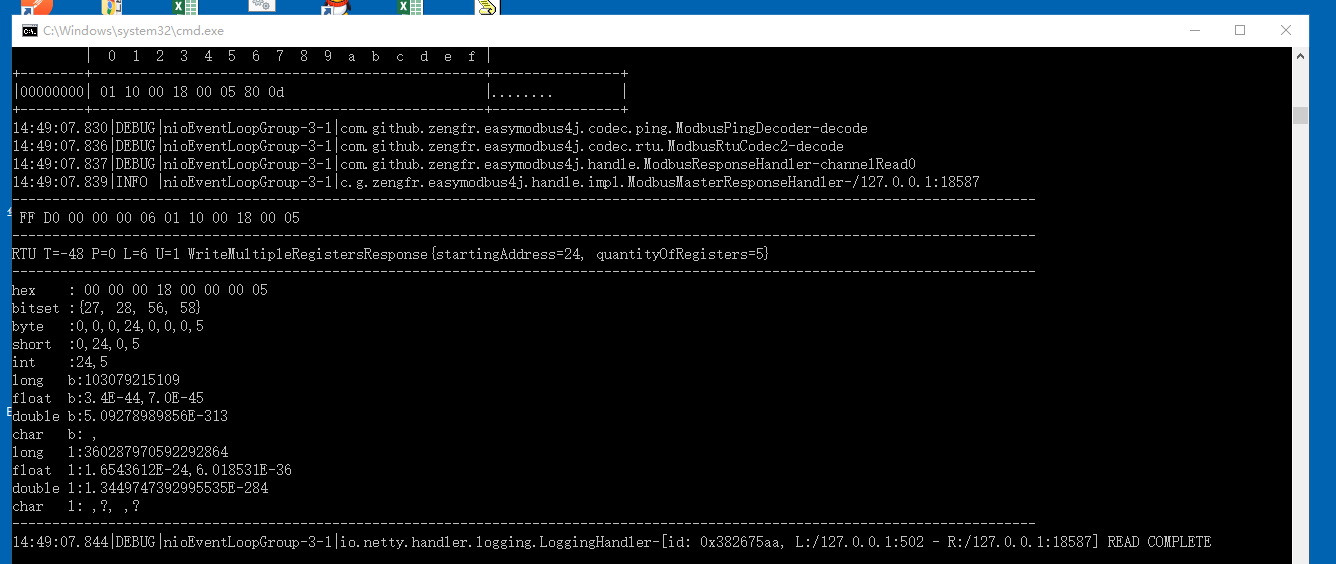 C:\Windows\system32\cmd.exe
| 0 1 2 3 4 5 6 7 8 9 a b c d e f |
+--------+-------------------------------------------------+----------------+
|00000000| 01 10 00 18 00 05 80 0d |........ |
+--------+-------------------------------------------------+----------------+
14:49:07.830|DEBUG|nioEventLoopGroup-3-1|com.github.zengfr.easymodbus4j.codec.ping.ModbusPingDecoder-decode
14:49:07.836|DEBUG|nioEventLoopGroup-3-1|com.github.zengfr.easymodbus4j.codec.rtu.ModbusRtuCodec2-decode
14:49:07.837|DEBUG|nioEventLoopGroup-3-1|com.github.zengfr.easymodbus4j.handle.ModbusResponseHandler-channelRead0
14:49:07.839|INFO |nioEventLoopGroup-3-1|c.g.zengfr.easymodbus4j.handle.impl.ModbusMasterResponseHandler-/127.0.0.1:18587
--------------------------------------------------------------------------------------------------------------------------------
FF D0 00 00 00 06 01 10 00 18 00 05
--------------------------------------------------------------------------------------------------------------------------------
RTU T=-48 P=0 L=6 U=1 WriteMultipleRegistersResponse{startingAddress=24, quantityOfRegisters=5}
--------------------------------------------------------------------------------------------------------------------------------
hex : 00 00 00 18 00 00 00 05
bitset :{27, 28, 56, 58}
byte :0,0,0,24,0,0,0,5
short :0,24,0,5
int :24,5
long b:103079215109
float b:3.4E-44,7.0E-45
double b:5.09278989856E-313
char b: ,
long l:360287970592292864
float l:1.6543612E-24,6.018531E-36
double l:1.3449747392995535E-284
char l: ,?, ,?
--------------------------------------------------------------------------------------------------------------------------------
14:49:07.844|DEBUG|nioEventLoopGroup-3-1|io.netty.handler.logging.LoggingHandler-[id: 0x382675aa, L:/127.0.0.1:502 - R:/127.0.0.1:18587] READ COMPLETE